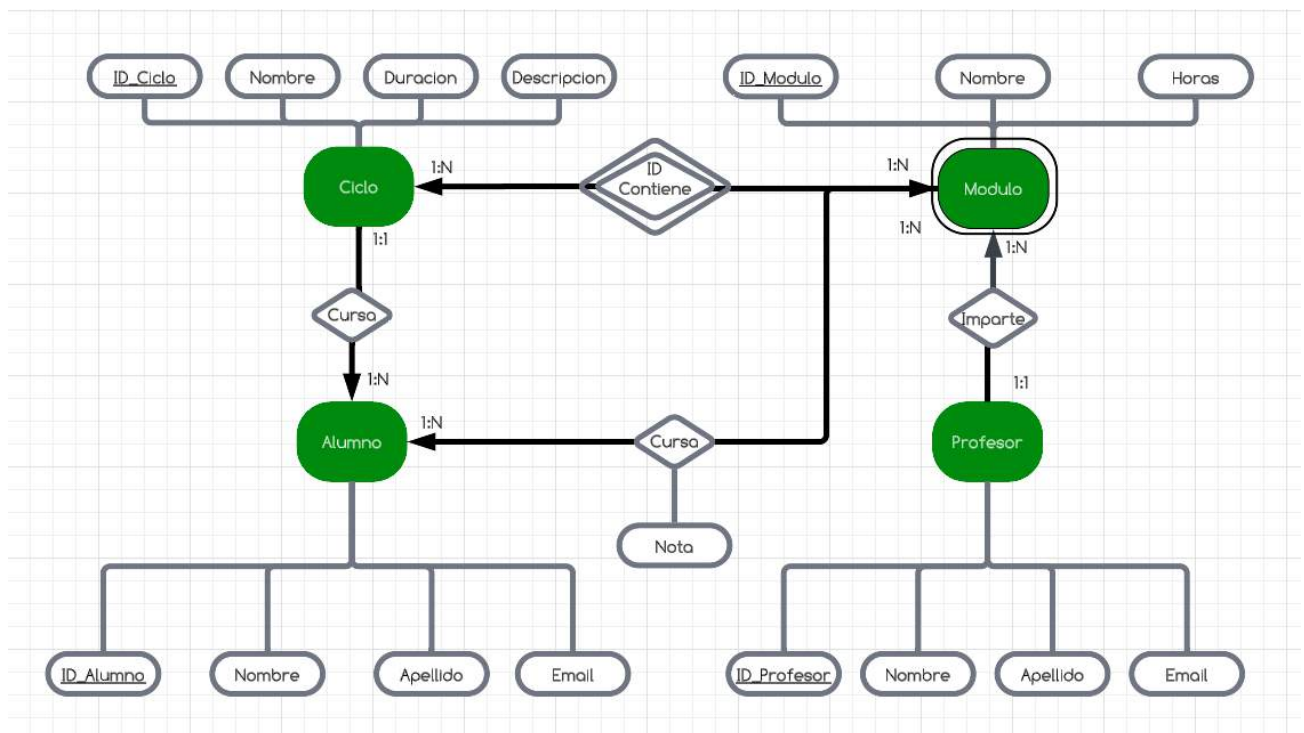 ID_Ciclo
Nombre
Duracion
Descripcion
ID_Modulo
Nombre
Horas
1:N
ID
Contiene
1:N
Ciclo
Modulo
1:1
1:N
1:N
Cursa
Imparte
1:N
1:1
1:N
Alumno
Cursa
Profesor
Nota
ID_Alumno
Nombre
Apellido
Email
ID_Profesor
Nombre
Apellido
Email